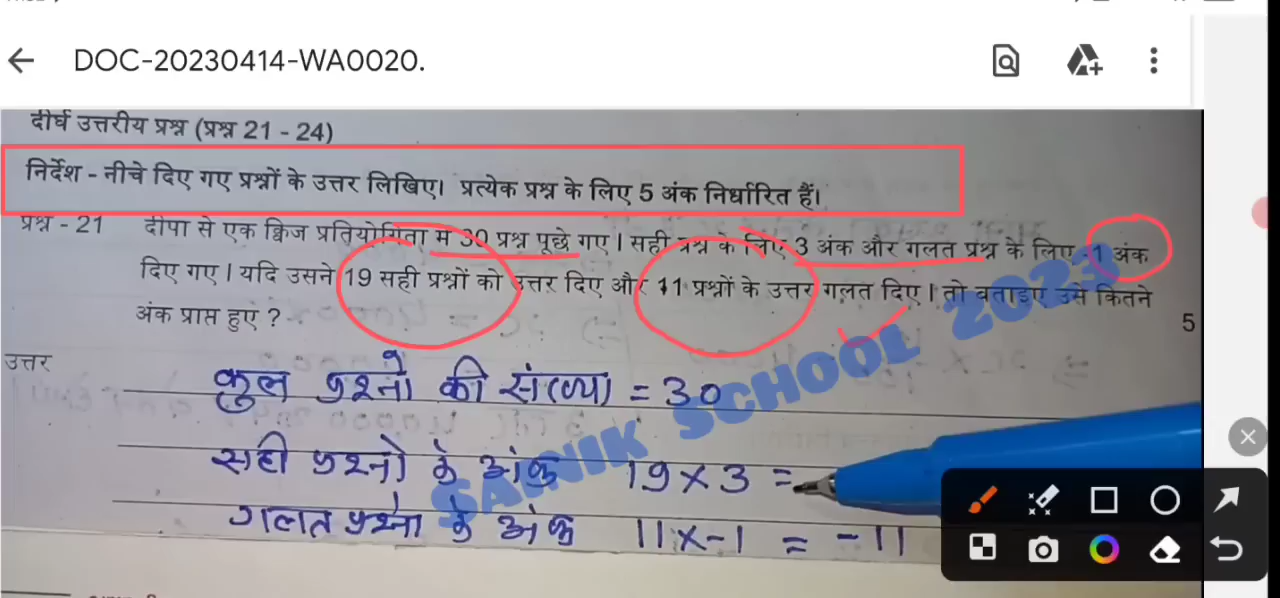 DOC-20230414-WA0020.
दीर्घ उत्तरीय प्रश्न (प्रश्न 21 - 24)
निर्देश - नीचे दिए गए प्रश्नों के उत्तर लिखिए। प्रत्येक प्रश्न के लिए 5 अंक निर्धारित हैं।
प्रश्न - 21 दीपा से एक क्विज प्रतियोगिता में 30 प्रश्न पूछे गए। सही प्रश्न के लिए 3 अंक और गलत प्रश्न के लिए -1 अंक
दिए गए। यदि उसने 19 सही प्रश्नों को उत्तर दिए और 11 प्रश्नों के उत्तर गलत दिए। तो बताइए उसे कितने
अंक प्राप्त हुए ?
5
उत्तर
कुल प्रश्नो की संख्या = 30
सही प्रश्नो के अंक 19 x 3 =
गलत प्रश्नो के अंक 11 x - 1 = - 11
SAINIK SCHOOL 2023